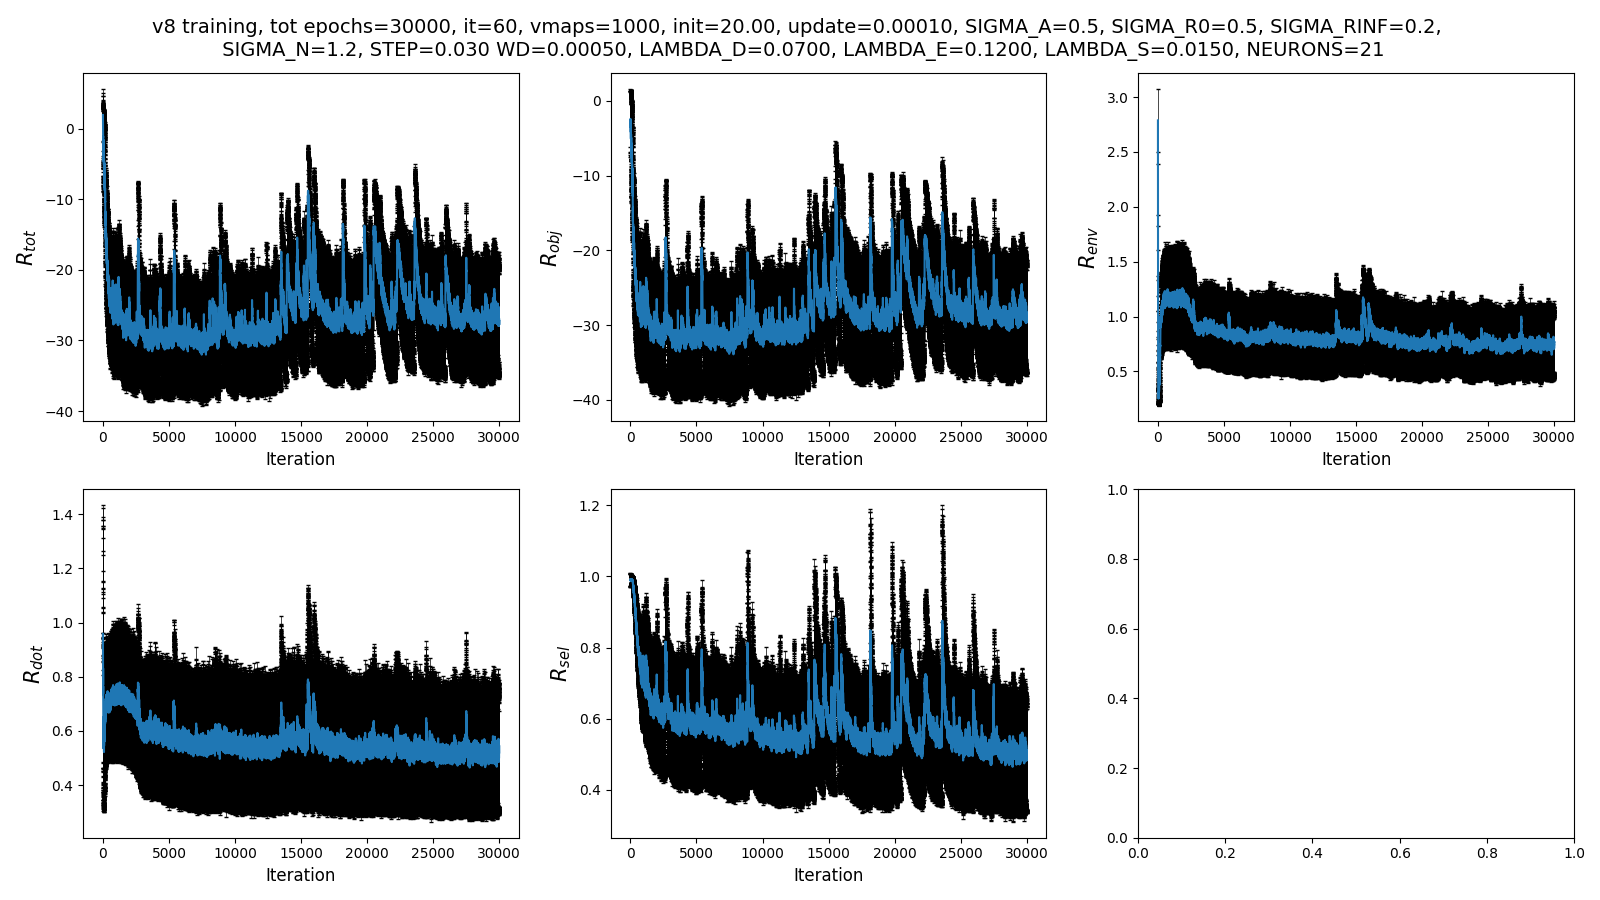 v8 training, tot epochs=30000, it=60, vmaps=1000, init=20.00, update=0.00010, SIGMA_A=0.5, SIGMA_R0=0.5, SIGMA_RINF=0.2,
SIGMA_N=1.2, STEP=0.030 WD=0.00050, LAMBDA_D=0.0700, LAMBDA_E=0.1200, LAMBDA_S=0.0150, NEURONS=21
R_tot
0
−10
−20
−30
−40
0 5000 10000 15000 20000 25000 30000
Iteration
R_obj
0
−10
−20
−30
−40
0 5000 10000 15000 20000 25000 30000
Iteration
R_env
3.0
2.5
2.0
1.5
1.0
0.5
0 5000 10000 15000 20000 25000 30000
Iteration
R_dot
1.4
1.2
1.0
0.8
0.6
0.4
0 5000 10000 15000 20000 25000 30000
Iteration
R_sel
1.2
1.0
0.8
0.6
0.4
0 5000 10000 15000 20000 25000 30000
Iteration
1.0
0.8
0.6
0.4
0.2
0.0
0.0 0.2 0.4 0.6 0.8 1.0